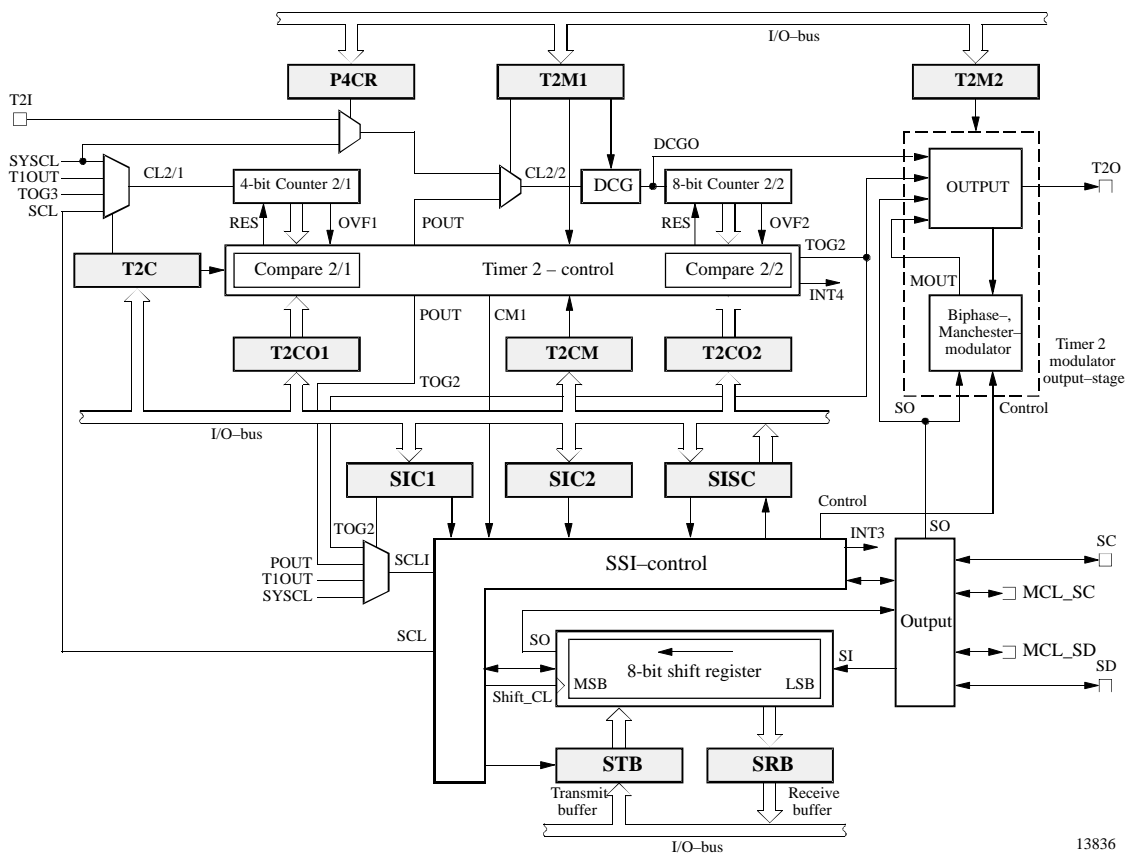 I/O–bus
P4CR
T2M1
T2M2
T2I
DCGO
SYSCL
T1OUT
TOG3
SCL
CL2/1
4-bit Counter 2/1
CL2/2
DCG
8-bit Counter 2/2
OUTPUT
T2O
RES
OVF1
POUT
RES
OVF2
TOG2
T2C
Compare 2/1
Timer 2 – control
Compare 2/2
INT4
MOUT
POUT
CM1
Biphase–,
Manchester–
modulator
Timer 2
modulator
output–stage
T2CO1
T2CM
T2CO2
TOG2
SO
Control
I/O–bus
SIC1
SIC2
SISC
Control
TOG2
SO
INT3
SC
POUT
T1OUT
SYSCL
SCLI
SSI–control
MCL_SC
Output
SCL
SO
SI
MCL_SD
SD
8-bit shift register
MSB
LSB
Shift_CL
STB
SRB
Transmit
buffer
Receive
buffer
I/O–bus
13836